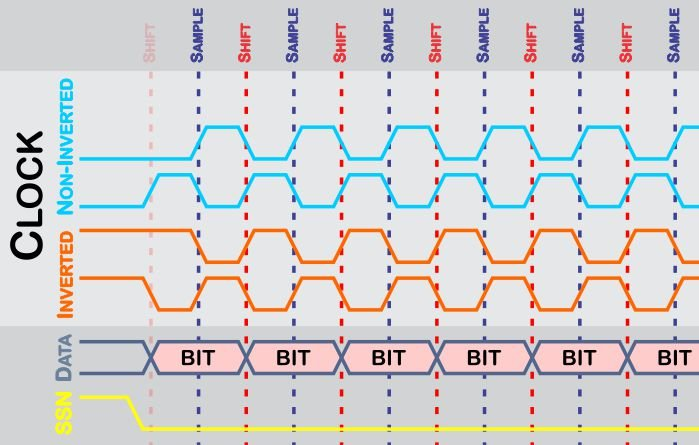 SHIFT
SAMPLE
SHIFT
SAMPLE
SHIFT
SAMPLE
SHIFT
SAMPLE
SHIFT
SAMPLE
SHIFT
SAMPLE
CLOCK
NON-INVERTED
INVERTED
DATA
BIT BIT BIT BIT BIT BIT
SSN